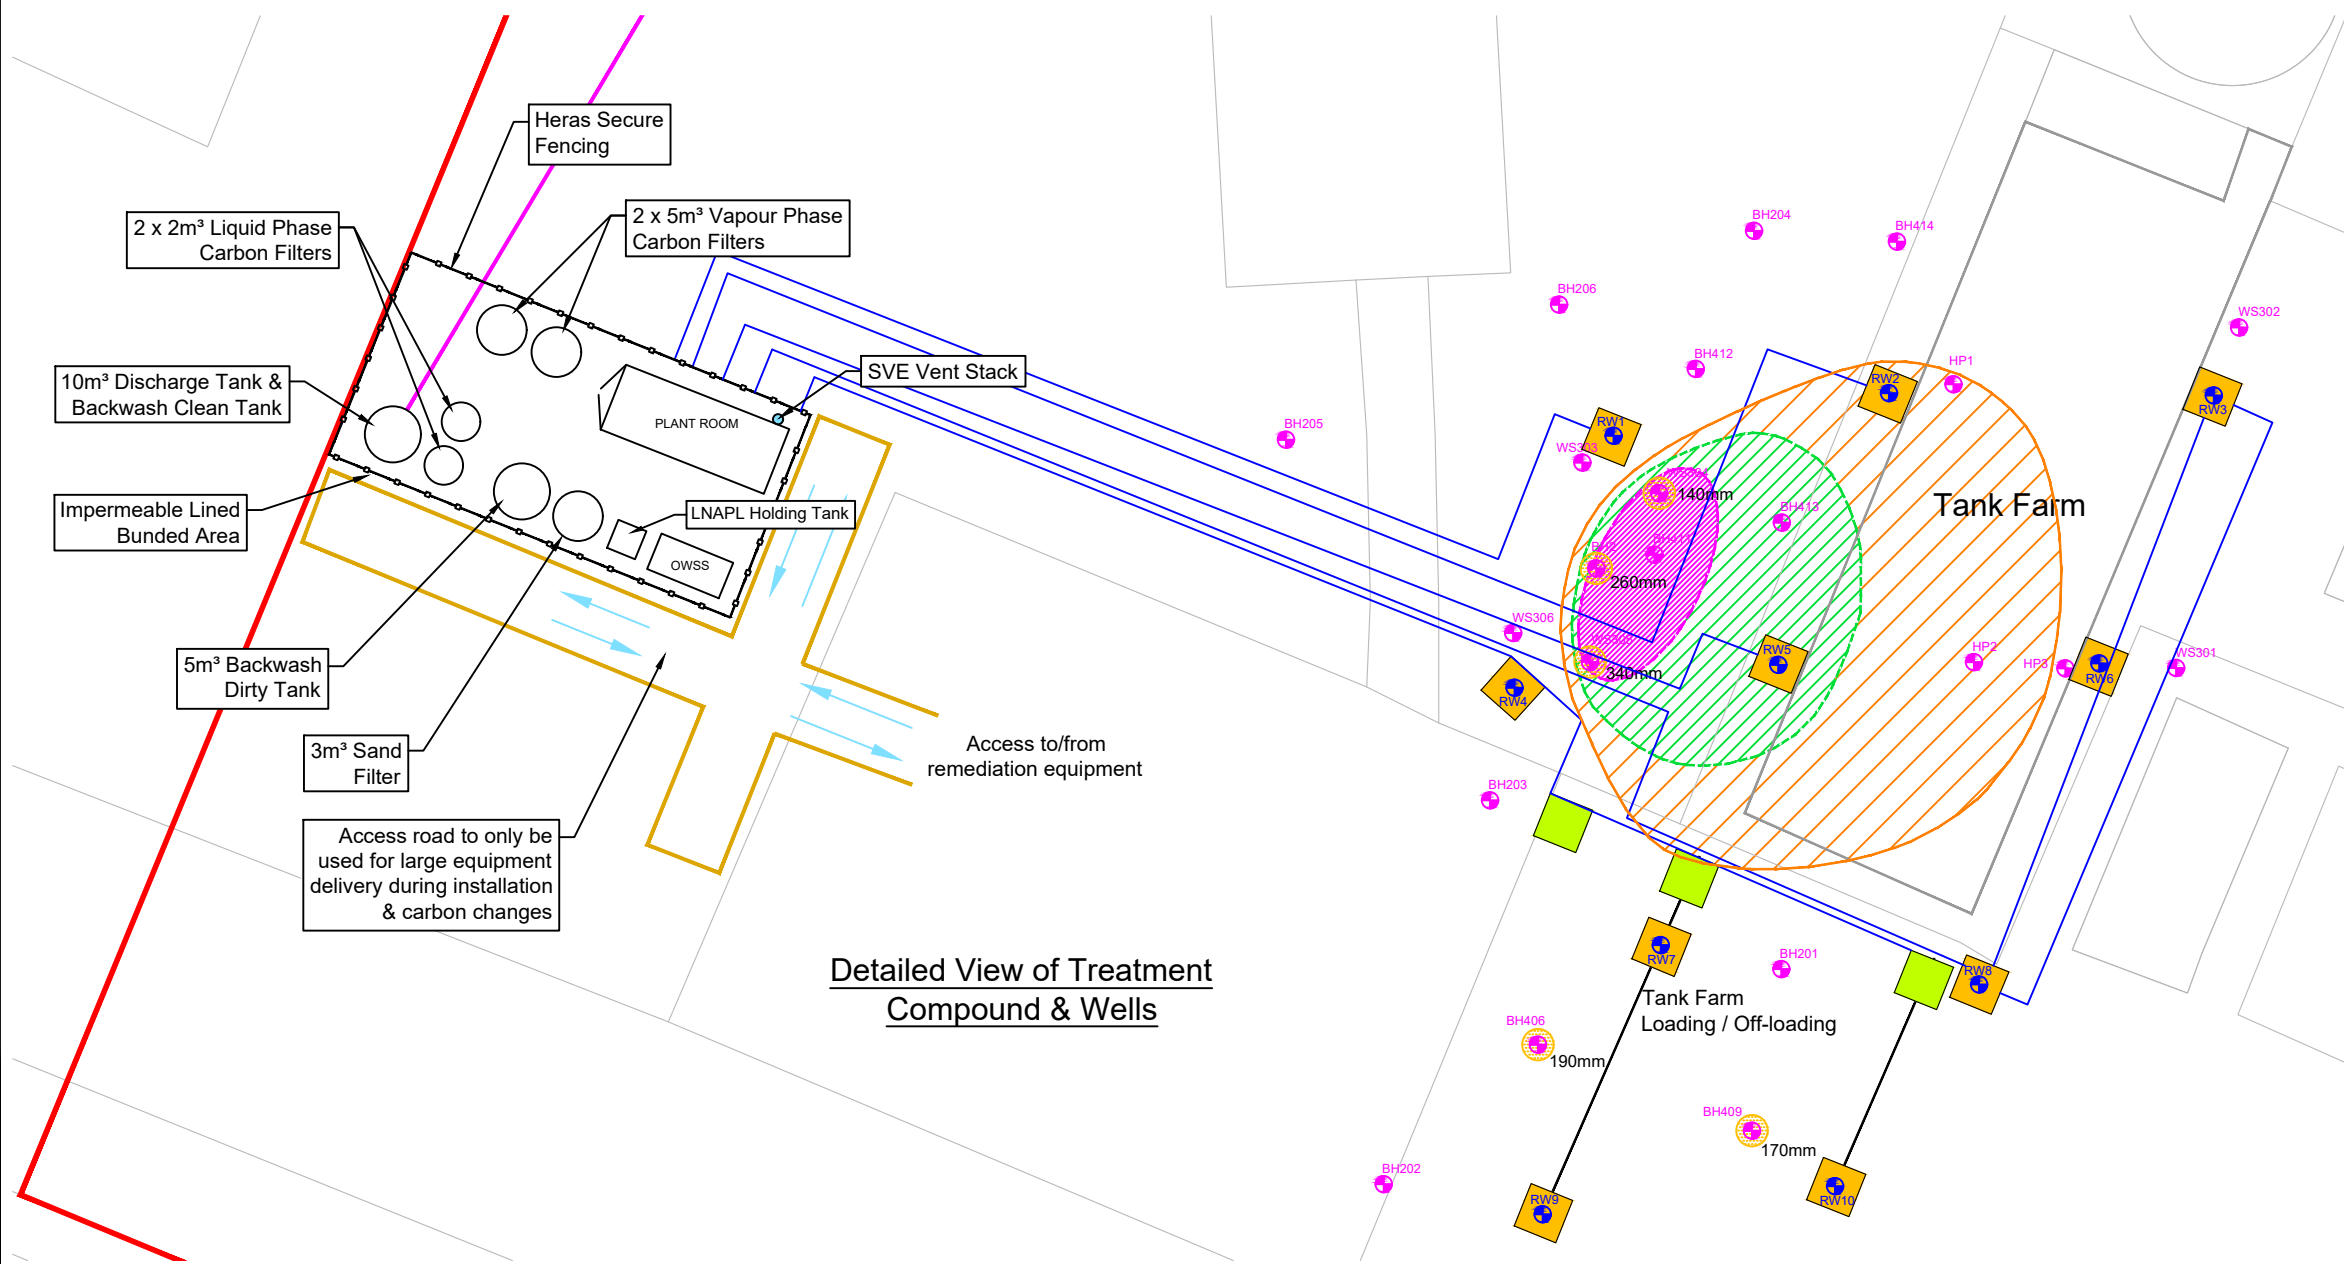 Heras Secure
Fencing
2 x 2m³ Liquid Phase
Carbon Filters
2 x 5m³ Vapour Phase
Carbon Filters
10m³ Discharge Tank &
Backwash Clean Tank
SVE Vent Stack
PLANT ROOM
Impermeable Lined
Bunded Area
LNAPL Holding Tank
OWSS
5m³ Backwash
Dirty Tank
3m³ Sand
Filter
Access road to only be
used for large equipment
delivery during installation
& carbon changes
Access to/from
remediation equipment
Detailed View of Treatment
Compound & Wells
BH204
BH414
BH206
WS302
BH412
HP1
RW2
RW3
BH205
RW1
WS303
140mm
Tank Farm
BH413
BH411
BH2
260mm
WS306
WS305
340mm
RW5
HP2
HP3
RW6
WS301
RW4
BH203
RW7
BH201
RW8
Tank Farm
Loading / Off-loading
BH406
190mm
BH409
170mm
BH202
RW9
RW10